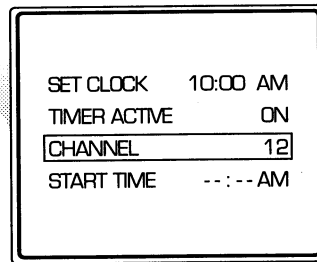 SET CLOCK 10:00 AM
TIMER ACTIVE ON
CHANNEL 12
START TIME --:-- AM